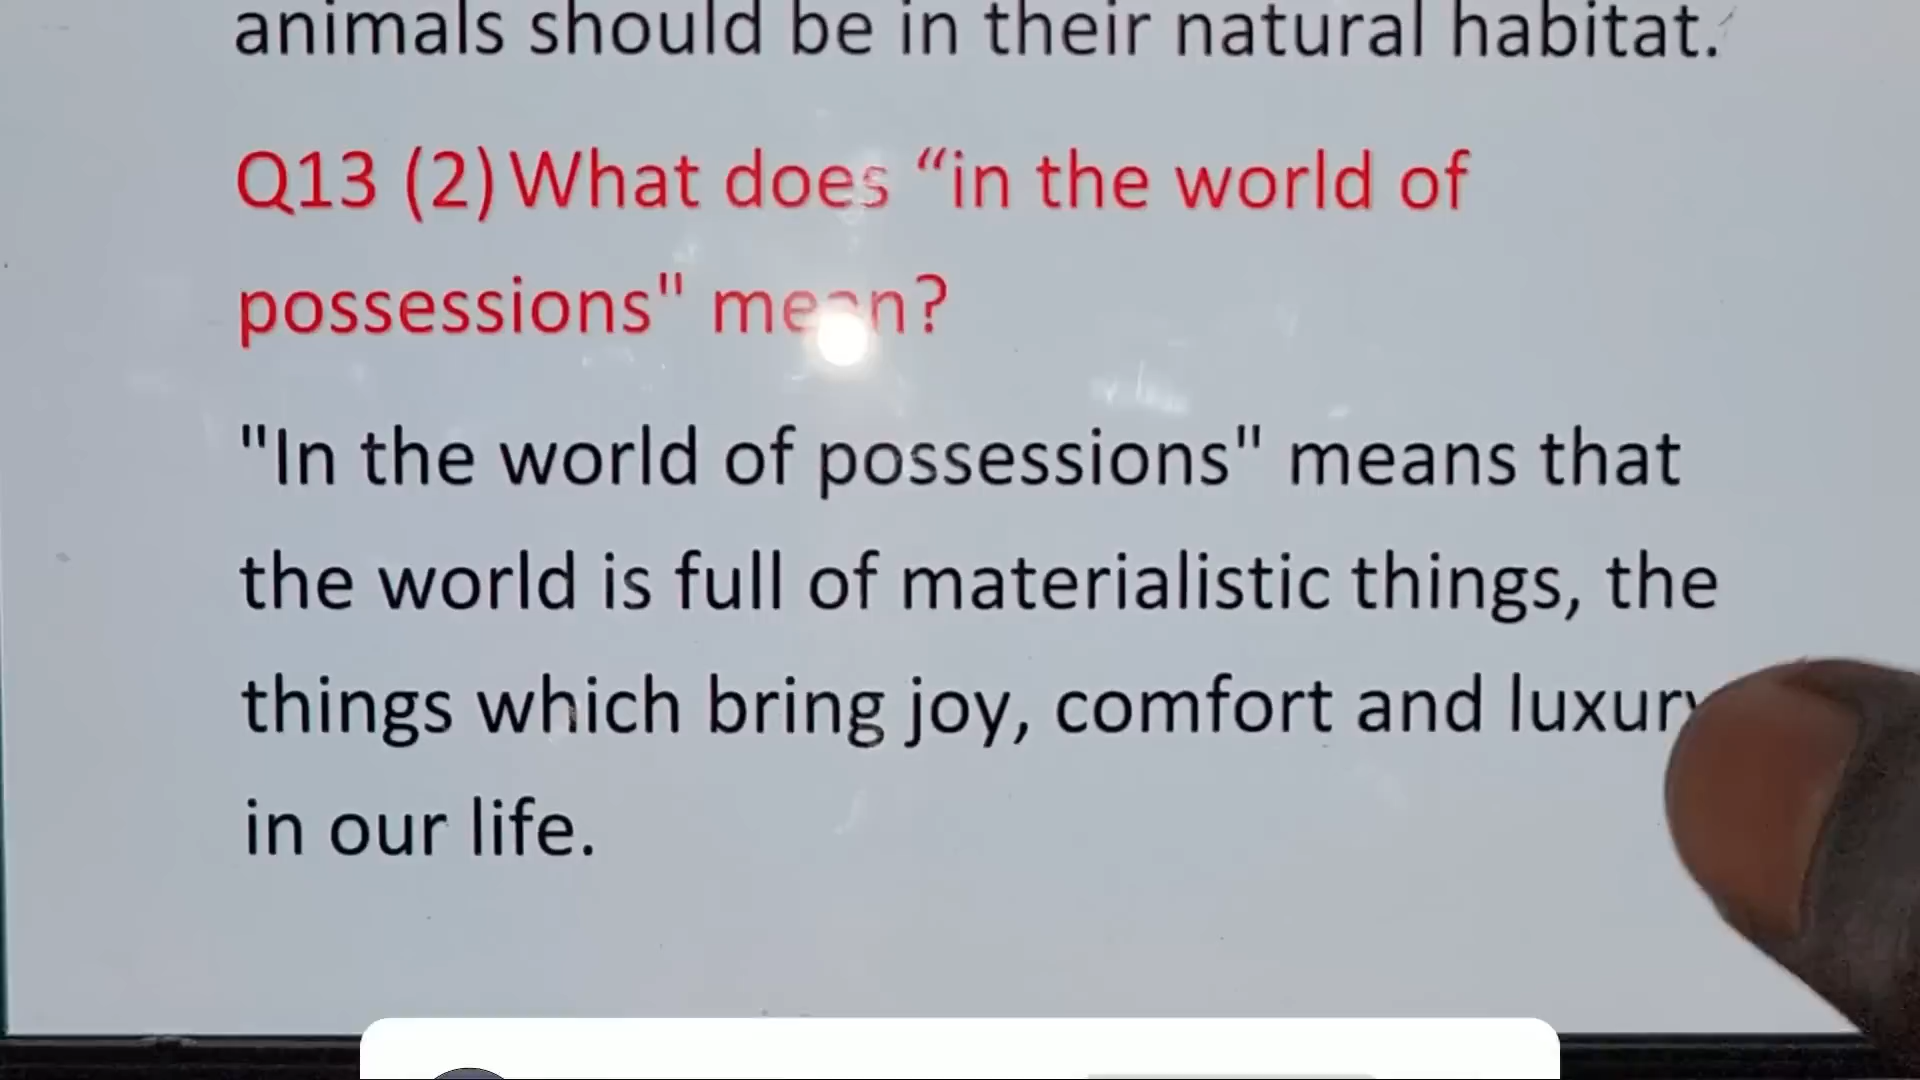 animals should be in their natural habitat.
Q13 (2) What does “in the world of
possessions" mean?
"In the world of possessions" means that
the world is full of materialistic things, the
things which bring joy, comfort and luxury
in our life.